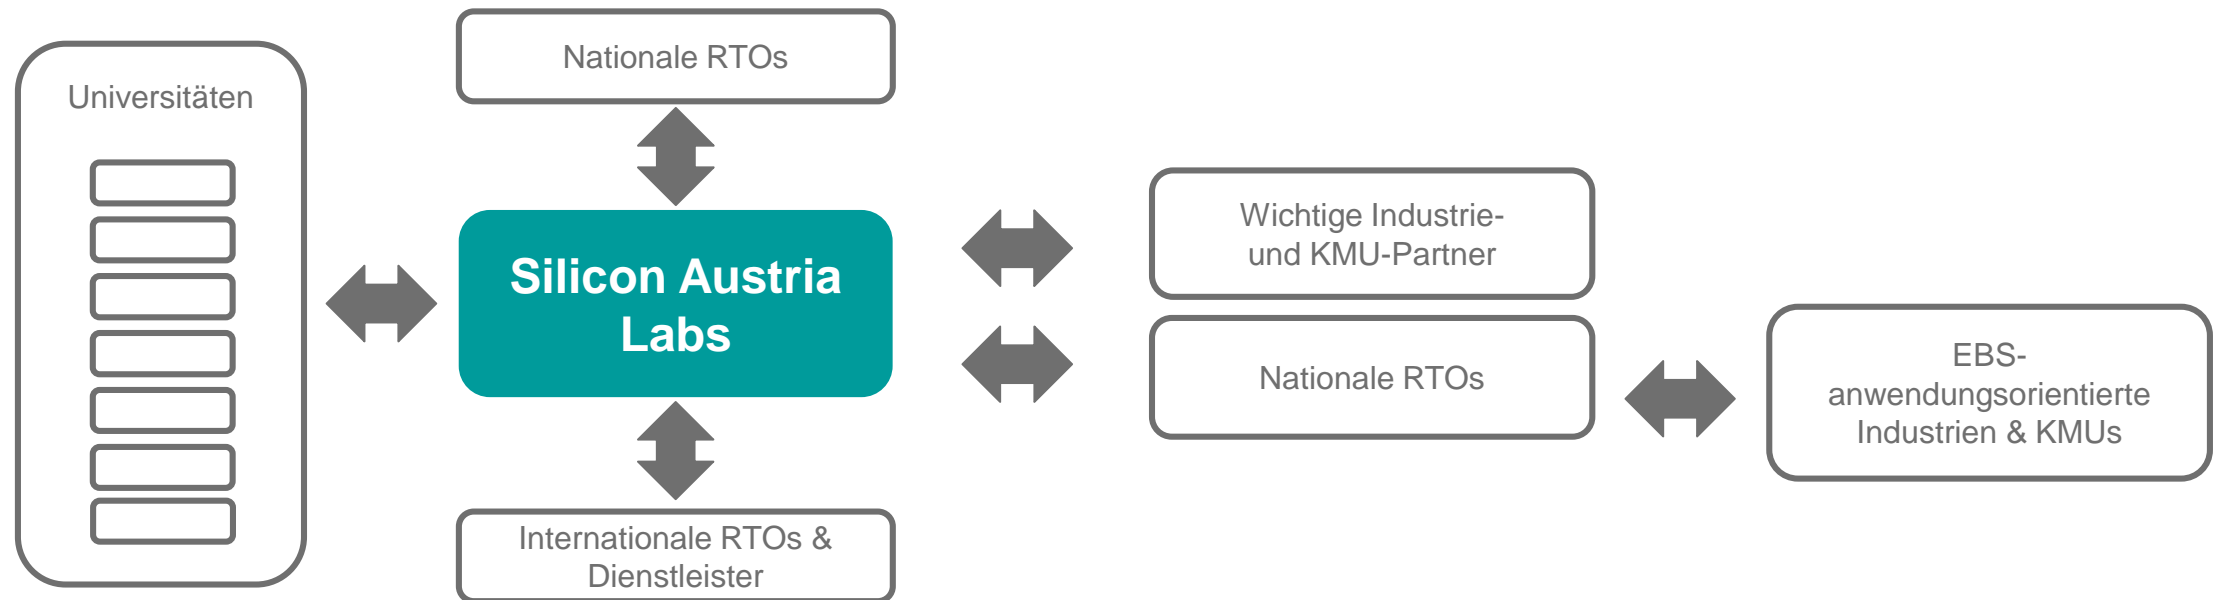 Universitäten
Nationale RTOs
Silicon Austria
Labs
Internationale RTOs &
Dienstleister
Wichtige Industrie-
und KMU-Partner
Nationale RTOs
EBS-
anwendungsorientierte
Industrien & KMUs